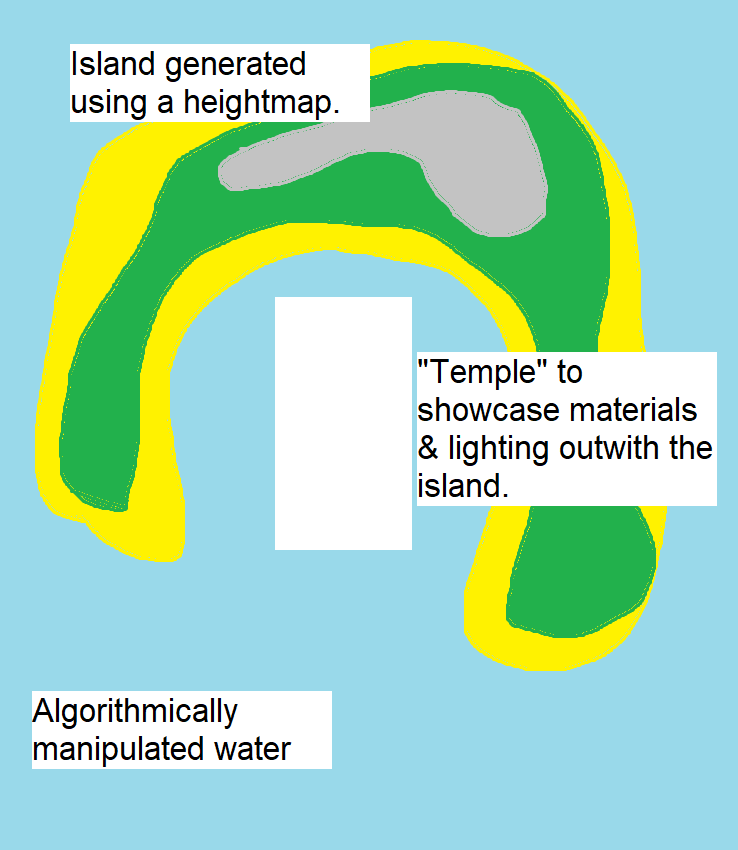 Island generated
using a heightmap.
"Temple" to
showcase materials
& lighting outwith the
island.
Algorithmically
manipulated water